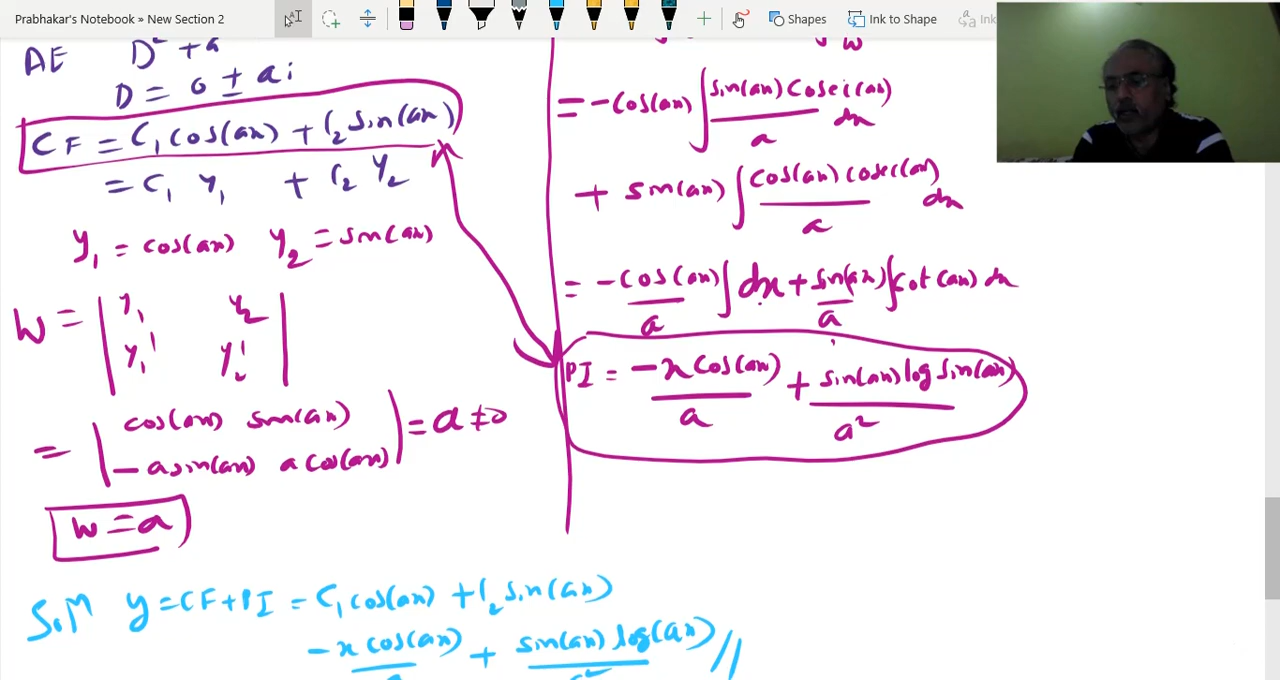 Prabhakar's Notebook » New Section 2
Shapes
Ink to Shape
Ink
AE D² + a
D = 0 ± ai
CF = C₁ cos(ax) + C₂ sin(ax)
= C₁ y₁ + C₂ y₂
y₁ = cos(ax) y₂ = sin(ax)
W = | y₁ y₂ |
| y₁' y₂' |
= | cos(ax) sin(ax) | = a ≠ 0
| -a sin(ax) a cos(ax) |
W = a
= -cos(ax) ∫ sin(ax) cosec(ax) / a dx
+ sin(ax) ∫ cos(ax) cosec(ax) / a dx
= -cos(ax)/a ∫ dx + sin(ax)/a ∫ cot(ax) dx
PI = -x cos(ax)/a + sin(ax) log sin(ax)/a²
Soln y = CF + PI = C₁ cos(ax) + C₂ sin(ax)
-x cos(ax)/a + sin(ax) log(ax)/a² //